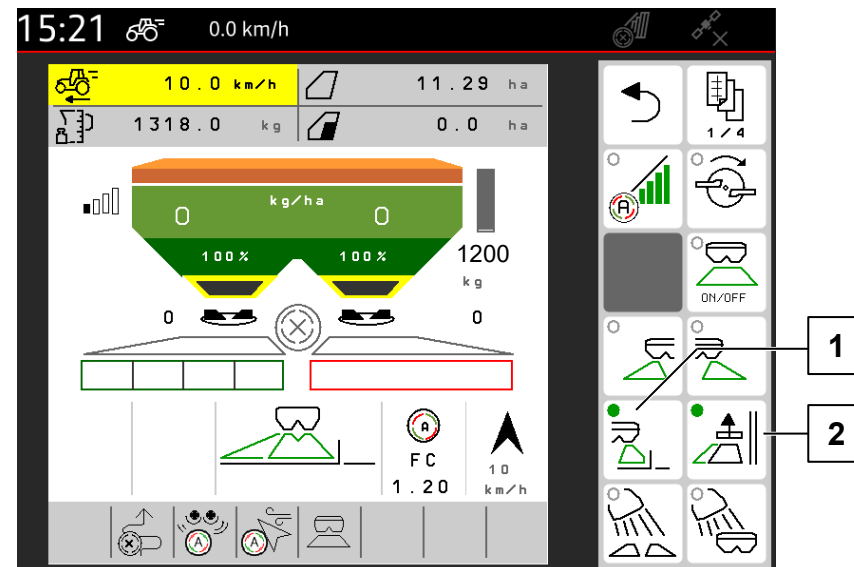 15:21 0.0 km/h
10.0 km/h 11.29 ha
1318.0 kg 0.0 ha
1/4
A
kg/ha
0 0
100% 100%
1200
kg
ON/OFF
0 0
1
A
FC
1.20
10
km/h
2
A A